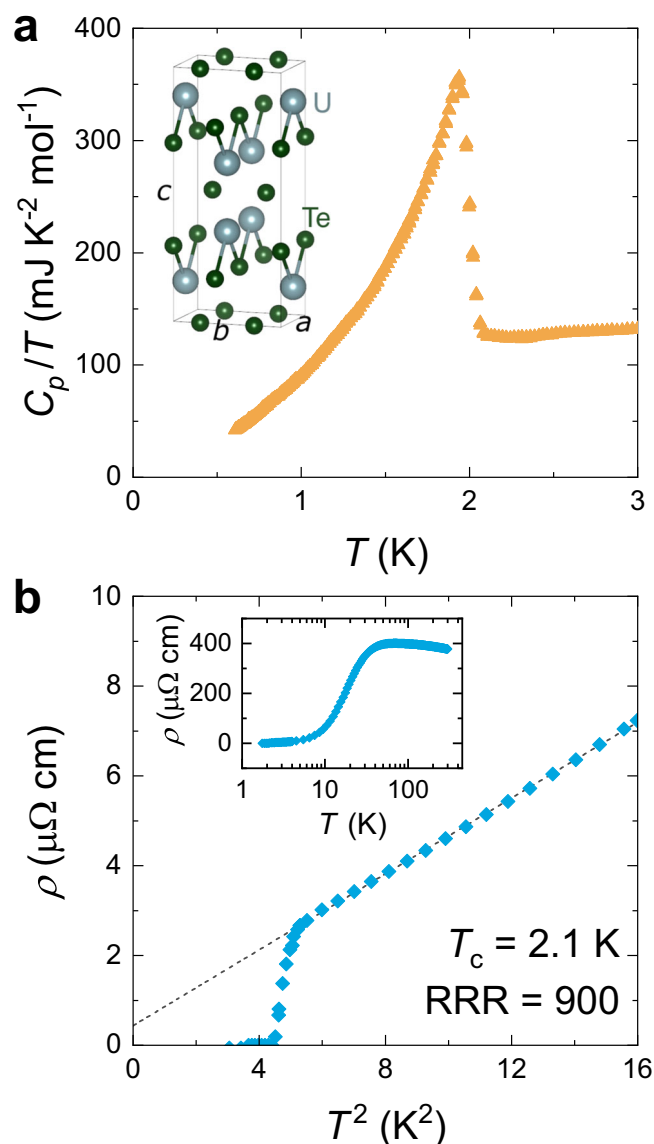 a
400
300
200
100
0
C_p/T (mJ K⁻² mol⁻¹)
U
Te
c
b
a
0 1 2 3
T (K)
b
10
8
6
4
2
0
ρ (μΩ cm)
400
200
0
ρ (μΩ cm)
1 10 100
T (K)
T_c = 2.1 K
RRR = 900
0 4 8 12 16
T² (K²)